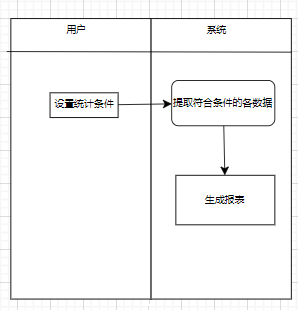 用户
系统
设置统计条件
提取符合条件的各数据
生成报表